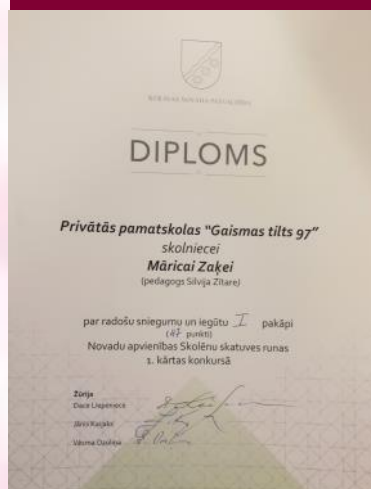 DIPLOMS
Privātās pamatskolas "Gaismas tilts 97"
skolniecei
Māricai Zaķei
(pedagogs Silvija Zītare)
par radošu sniegumu un iegūtu I pakāpi
(47 punkti)
Novadu apvienības Skolēnu skatuves runas
1. kārtas konkursā
Žūrija